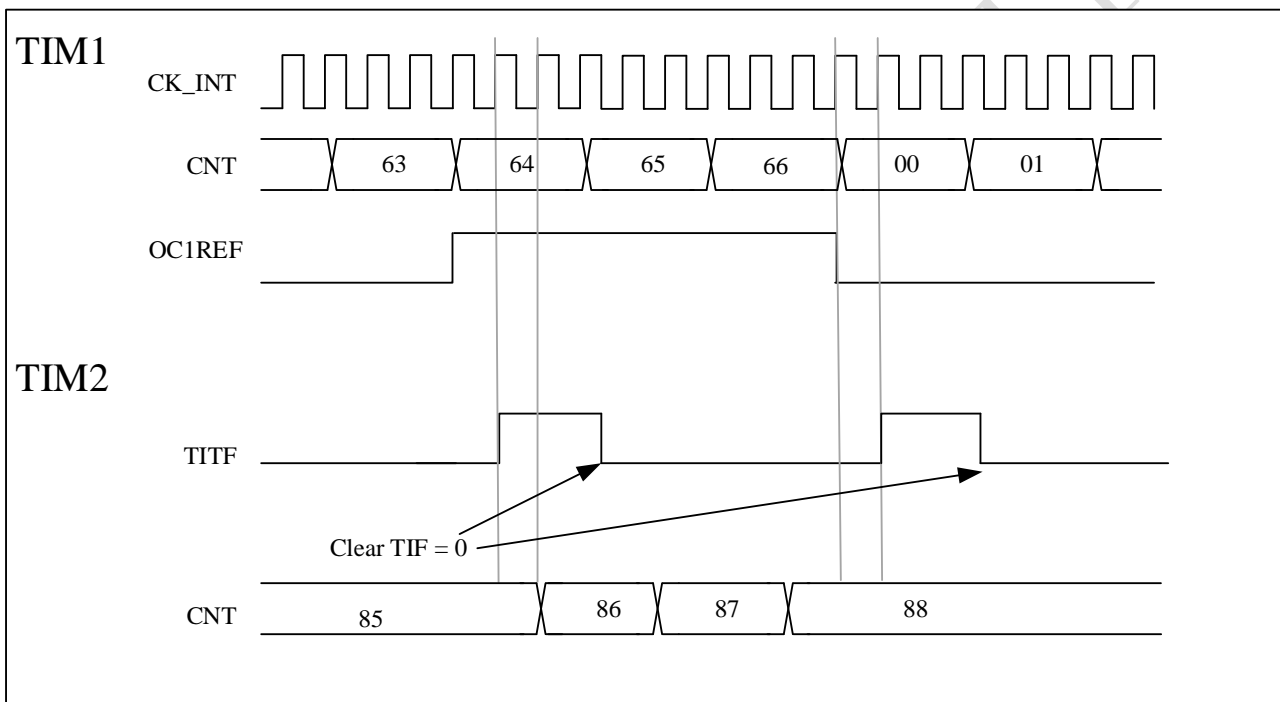 TIM1
CK_INT
CNT
63
64
65
66
00
01
OC1REF
TIM2
TITF
Clear TIF = 0
CNT
85
86
87
88